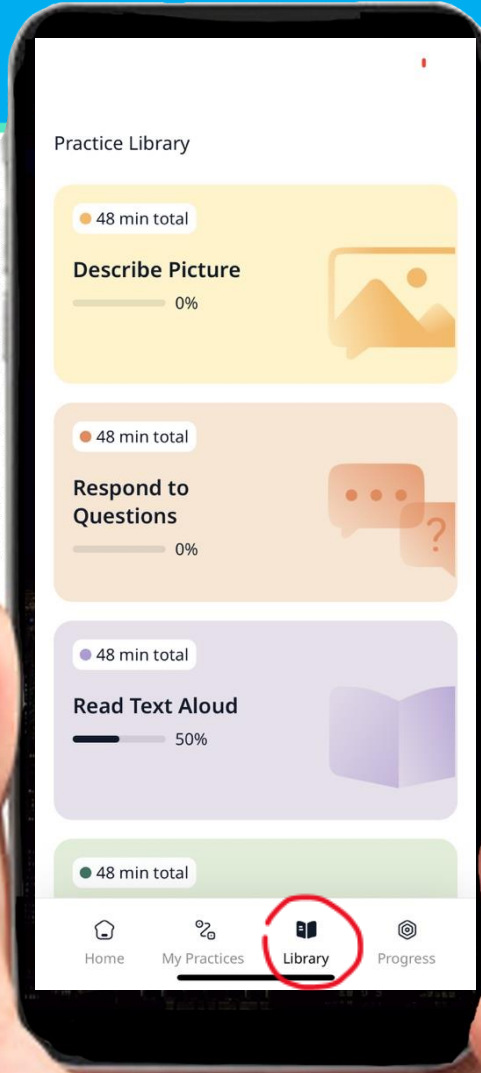 Practice Library
48 min total
Describe Picture
0%
48 min total
Respond to
Questions
0%
?
48 min total
Read Text Aloud
50%
48 min total
Home My Practices Library Progress